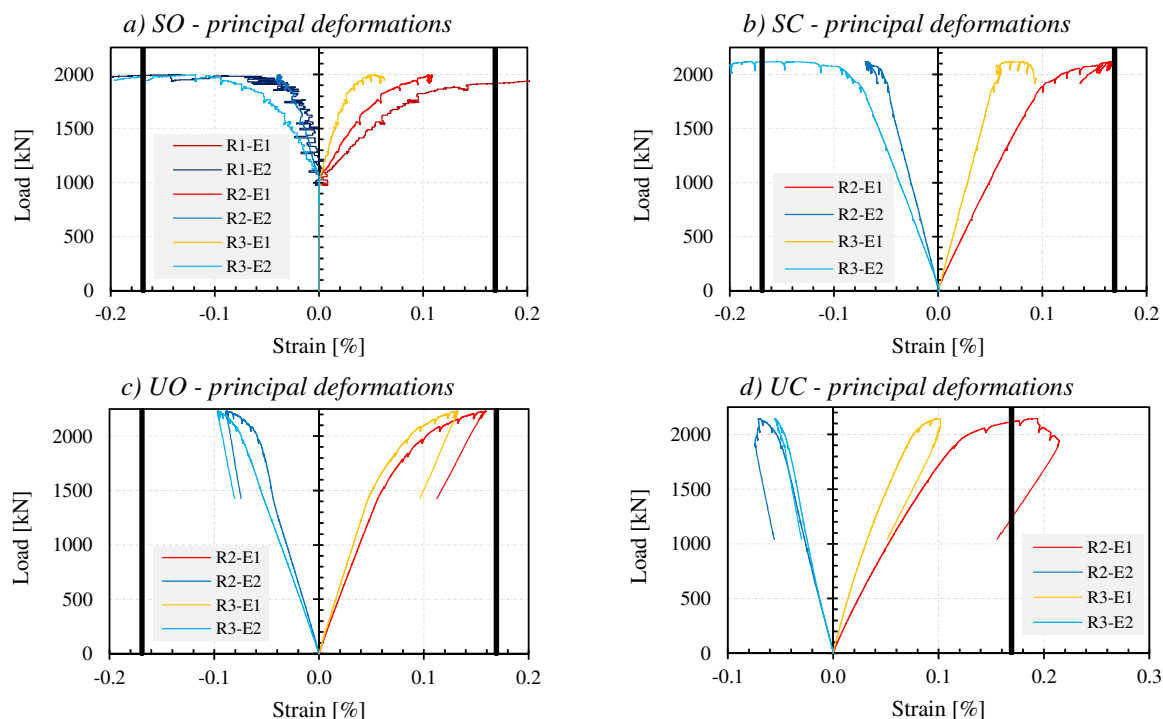 a) SO - principal deformations
Load [kN]
2000
1500
1000
500
0
R1-E1
R1-E2
R2-E1
R2-E2
R3-E1
R3-E2
-0.2 -0.1 0.0 0.1 0.2
Strain [%]
b) SC - principal deformations
Load [kN]
2000
1500
1000
500
0
R2-E1
R2-E2
R3-E1
R3-E2
-0.2 -0.1 0.0 0.1 0.2
Strain [%]
c) UO - principal deformations
Load [kN]
2000
1500
1000
500
0
R2-E1
R2-E2
R3-E1
R3-E2
-0.2 -0.1 0.0 0.1 0.2
Strain [%]
d) UC - principal deformations
Load [kN]
2000
1500
1000
500
0
R2-E1
R2-E2
R3-E1
R3-E2
-0.1 0.0 0.1 0.2 0.3
Strain [%]